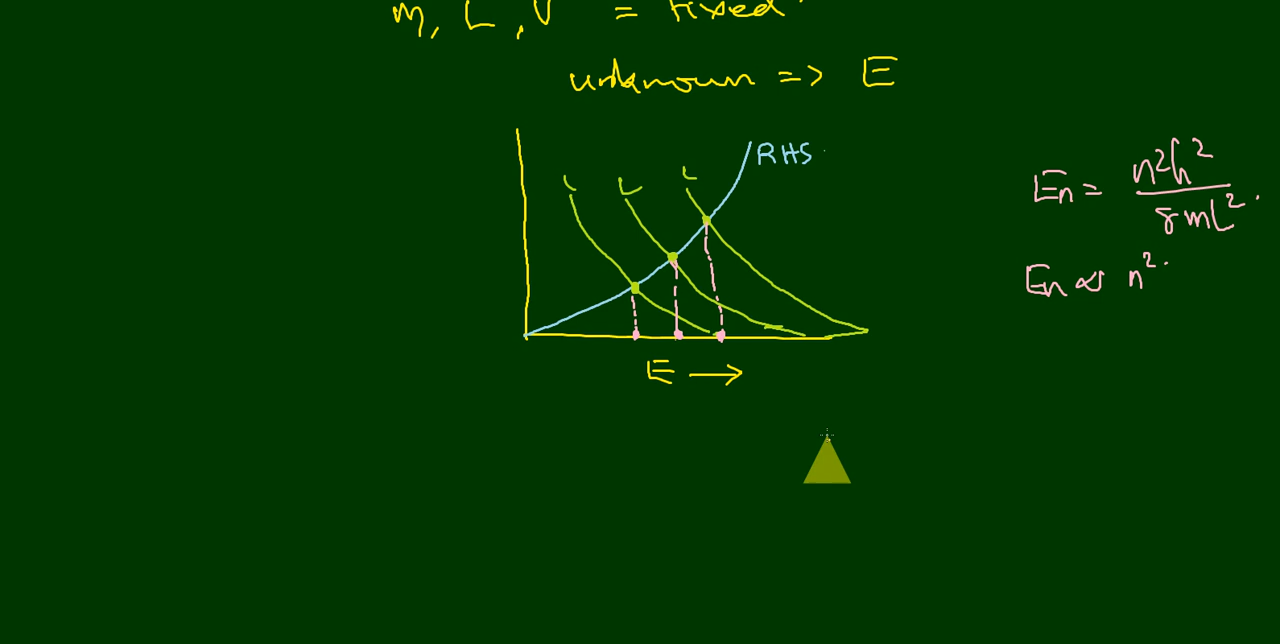 m, L, V = fixed.
unknown => E
RHS
L L L
E →
En = n²h² / 8mL².
En ∝ n².